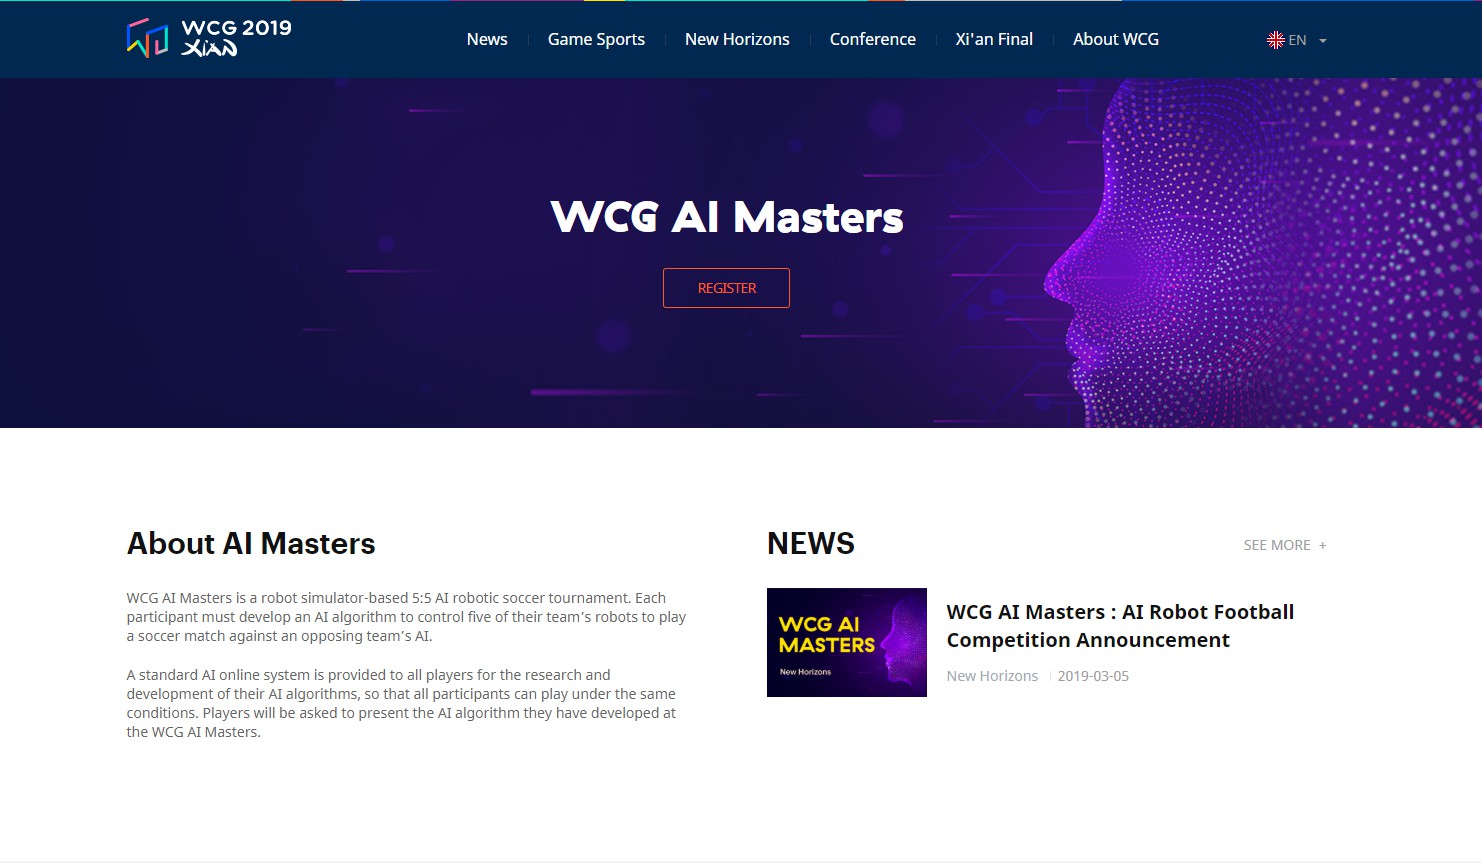 WCG 2019
XI'AN
News
Game Sports
New Horizons
Conference
Xi'an Final
About WCG
EN
WCG AI Masters
REGISTER
About AI Masters
WCG AI Masters is a robot simulator-based 5:5 AI robotic soccer tournament. Each
participant must develop an AI algorithm to control five of their team’s robots to play
a soccer match against an opposing team’s AI.
A standard AI online system is provided to all players for the research and
development of their AI algorithms, so that all participants can play under the same
conditions. Players will be asked to present the AI algorithm they have developed at
the WCG AI Masters.
NEWS
SEE MORE +
WCG AI
MASTERS
New Horizons
WCG AI Masters : AI Robot Football
Competition Announcement
New Horizons
2019-03-05